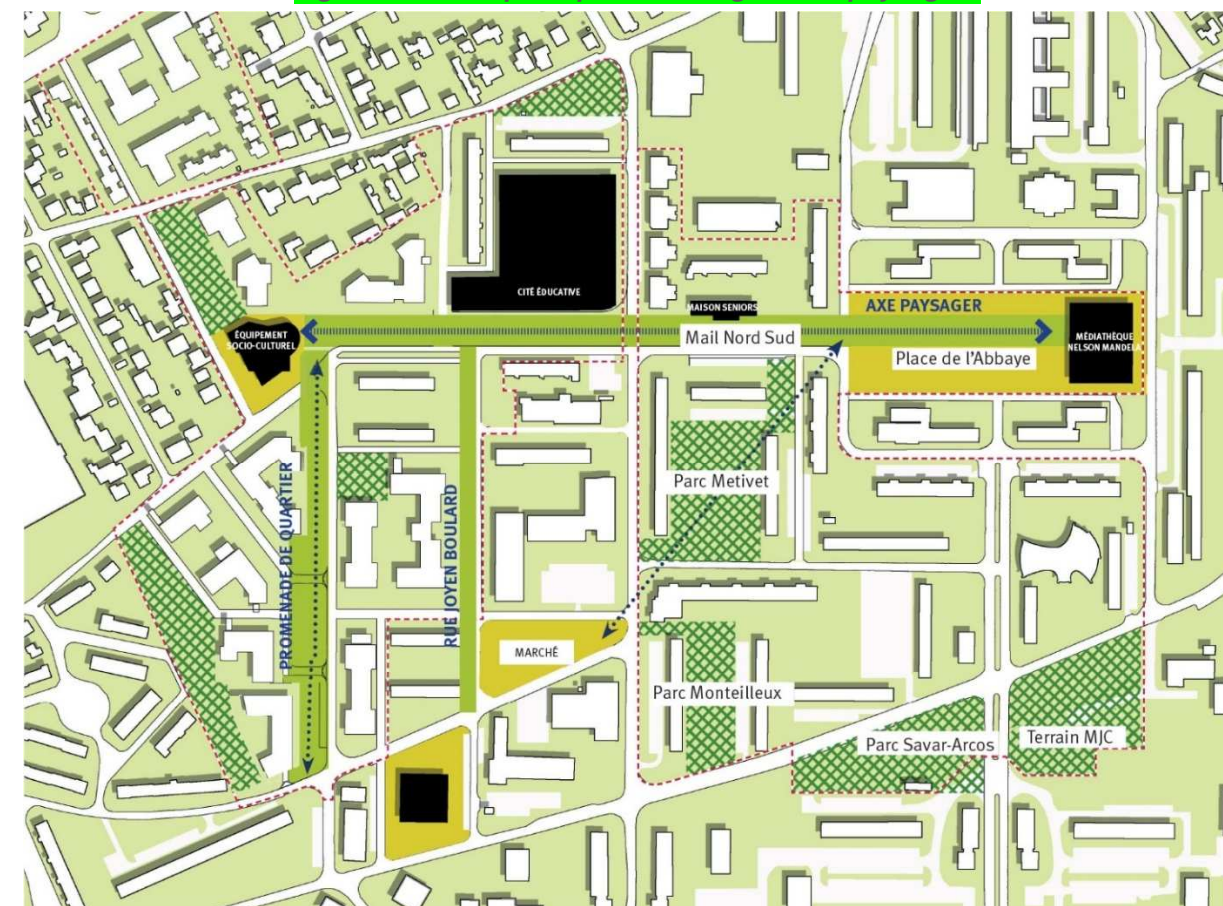 CITÉ ÉDUCATIVE
MAISON SENIORS
AXE PAYSAGER
ÉQUIPEMENT
SOCIO-CULTUREL
Mail Nord Sud
MÉDIATHÈQUE
NELSON MANDELA
Place de l'Abbaye
PROMENADE DE QUARTIER
RUE JOYEN BOULARD
Parc Metivet
MARCHÉ
Parc Monteilleux
Parc Savar-Arcos
Terrain MJC